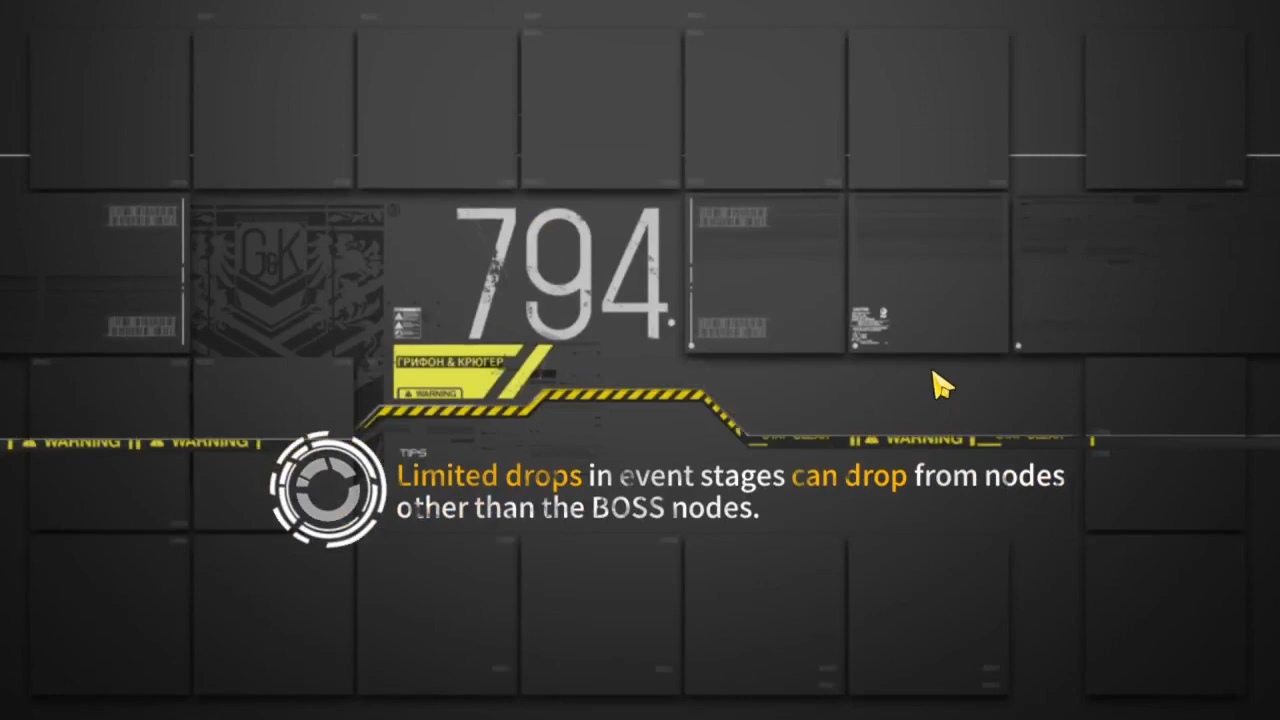 G&K
794.
ГРИФОН & КРЮГЕР
WARNING
WARNING WARNING WARNING
TIPS
Limited drops in event stages can drop from nodes
other than the BOSS nodes.